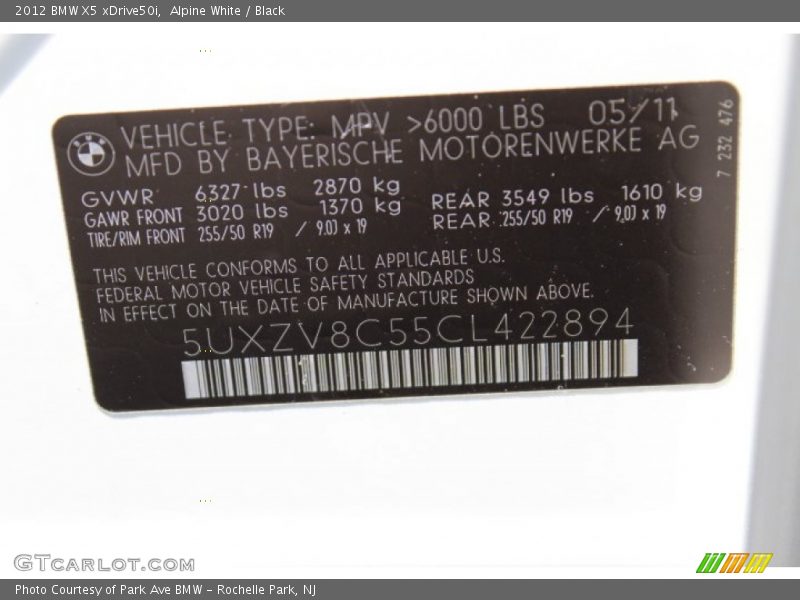 2012 BMW X5 xDrive50i,  Alpine White / Black
BMW
VEHICLE TYPE: MPV >6000 LBS 05/11
MFD BY BAYERISCHE MOTORENWERKE AG
7 232 476
GVWR 6327 lbs 2870 kg
GAWR FRONT 3020 lbs 1370 kg REAR 3549 lbs 1610 kg
TIRE/RIM FRONT 255/50 R19 / 9.0J x 19 REAR 255/50 R19 / 9.0J x 19
THIS VEHICLE CONFORMS TO ALL APPLICABLE U.S.
FEDERAL MOTOR VEHICLE SAFETY STANDARDS
IN EFFECT ON THE DATE OF MANUFACTURE SHOWN ABOVE.
5UXZV8C55CL422894
GTCARLOT.COM
Photo Courtesy of Park Ave BMW - Rochelle Park, NJ